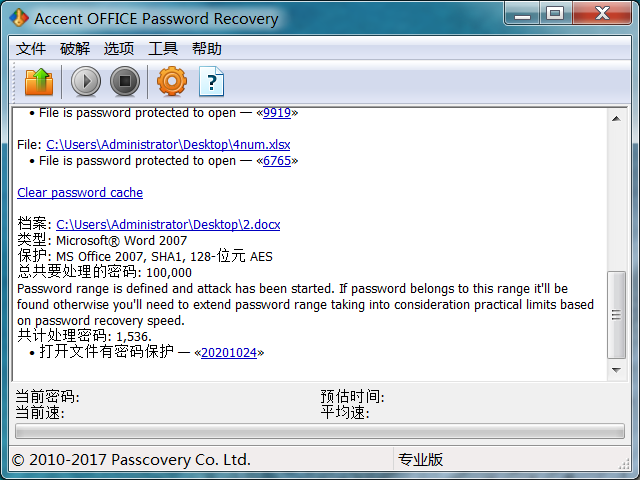 Accent OFFICE Password Recovery
文件 破解 选项 工具 帮助
• File is password protected to open — «9919»
File: C:\Users\Administrator\Desktop\4num.xlsx
• File is password protected to open — «6765»
Clear password cache
档案: C:\Users\Administrator\Desktop\2.docx
类型: Microsoft® Word 2007
保护: MS Office 2007, SHA1, 128-位元 AES
总共要处理的密码: 100,000
Password range is defined and attack has been started. If password belongs to this range it'll be
found otherwise you'll need to extend password range taking into consideration practical limits based
on password recovery speed.
共计处理密码: 1,536.
• 打开文件有密码保护 — «20201024»
当前密码: 预估时间:
当前速: 平均速:
© 2010-2017 Passcovery Co. Ltd. 专业版